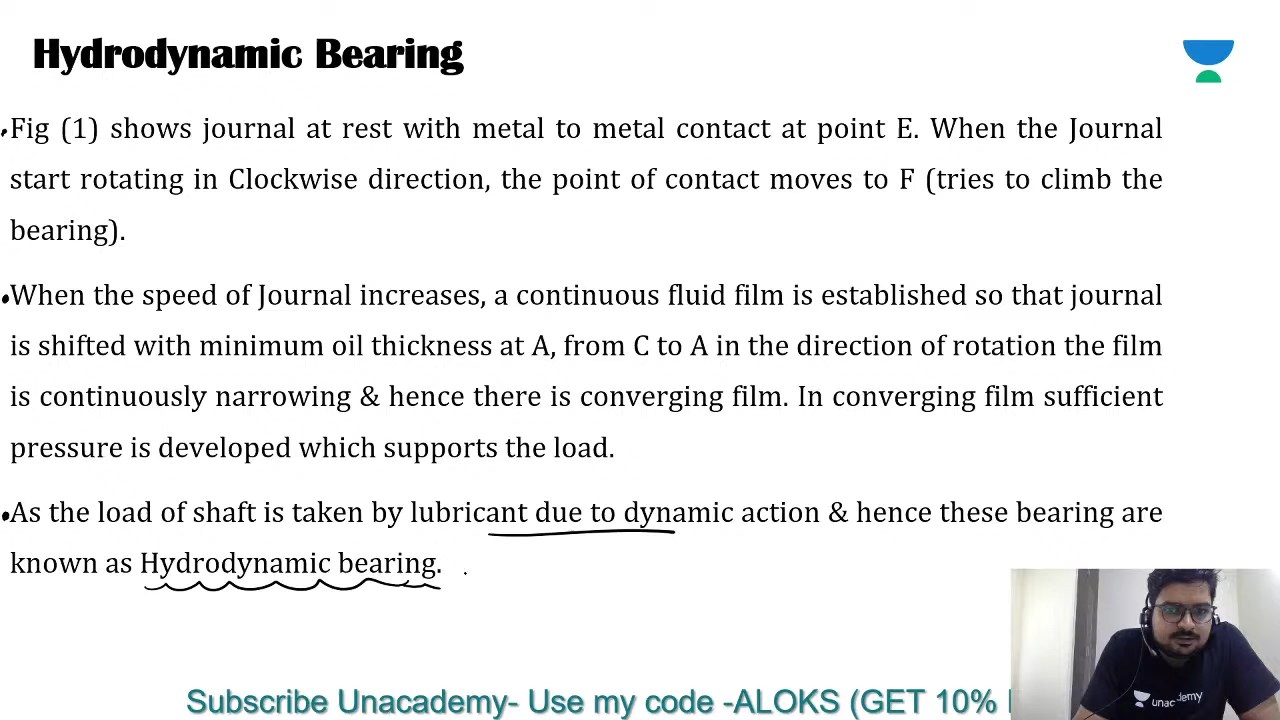 Hydrodynamic Bearing
Fig (1) shows journal at rest with metal to metal contact at point E. When the Journal
start rotating in Clockwise direction, the point of contact moves to F (tries to climb the
bearing).
When the speed of Journal increases, a continuous fluid film is established so that journal
is shifted with minimum oil thickness at A, from C to A in the direction of rotation the film
is continuously narrowing & hence there is converging film. In converging film sufficient
pressure is developed which supports the load.
As the load of shaft is taken by lubricant due to dynamic action & hence these bearing are
known as Hydrodynamic bearing.
unacademy
Subscribe Unacademy- Use my code -ALOKS (GET 10%